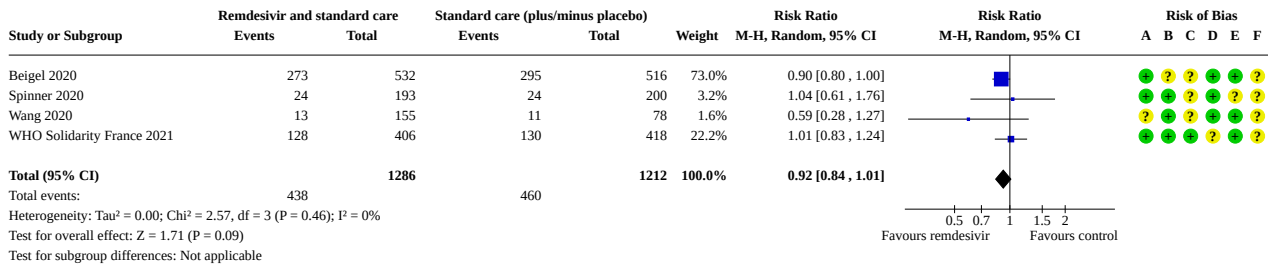 Remdesivir and standard care Standard care (plus/minus placebo) Risk Ratio Risk Ratio Risk of Bias
Study or Subgroup Events Total Events Total Weight M-H, Random, 95% CI M-H, Random, 95% CI A B C D E F
Beigel 2020 273 532 295 516 73.0% 0.90 [0.80 , 1.00] + ? ? + + ?
Spinner 2020 24 193 24 200 3.2% 1.04 [0.61 , 1.76] + + ? + ? ?
Wang 2020 13 155 11 78 1.6% 0.59 [0.28 , 1.27] ? + ? + + ?
WHO Solidarity France 2021 128 406 130 418 22.2% 1.01 [0.83 , 1.24] + + + ? + ?
Total (95% CI) 1286 1212 100.0% 0.92 [0.84 , 1.01]
Total events: 438 460
Heterogeneity: Tau² = 0.00; Chi² = 2.57, df = 3 (P = 0.46); I² = 0%
0.5 0.7 1 1.5 2
Test for overall effect: Z = 1.71 (P = 0.09) Favours remdesivir Favours control
Test for subgroup differences: Not applicable